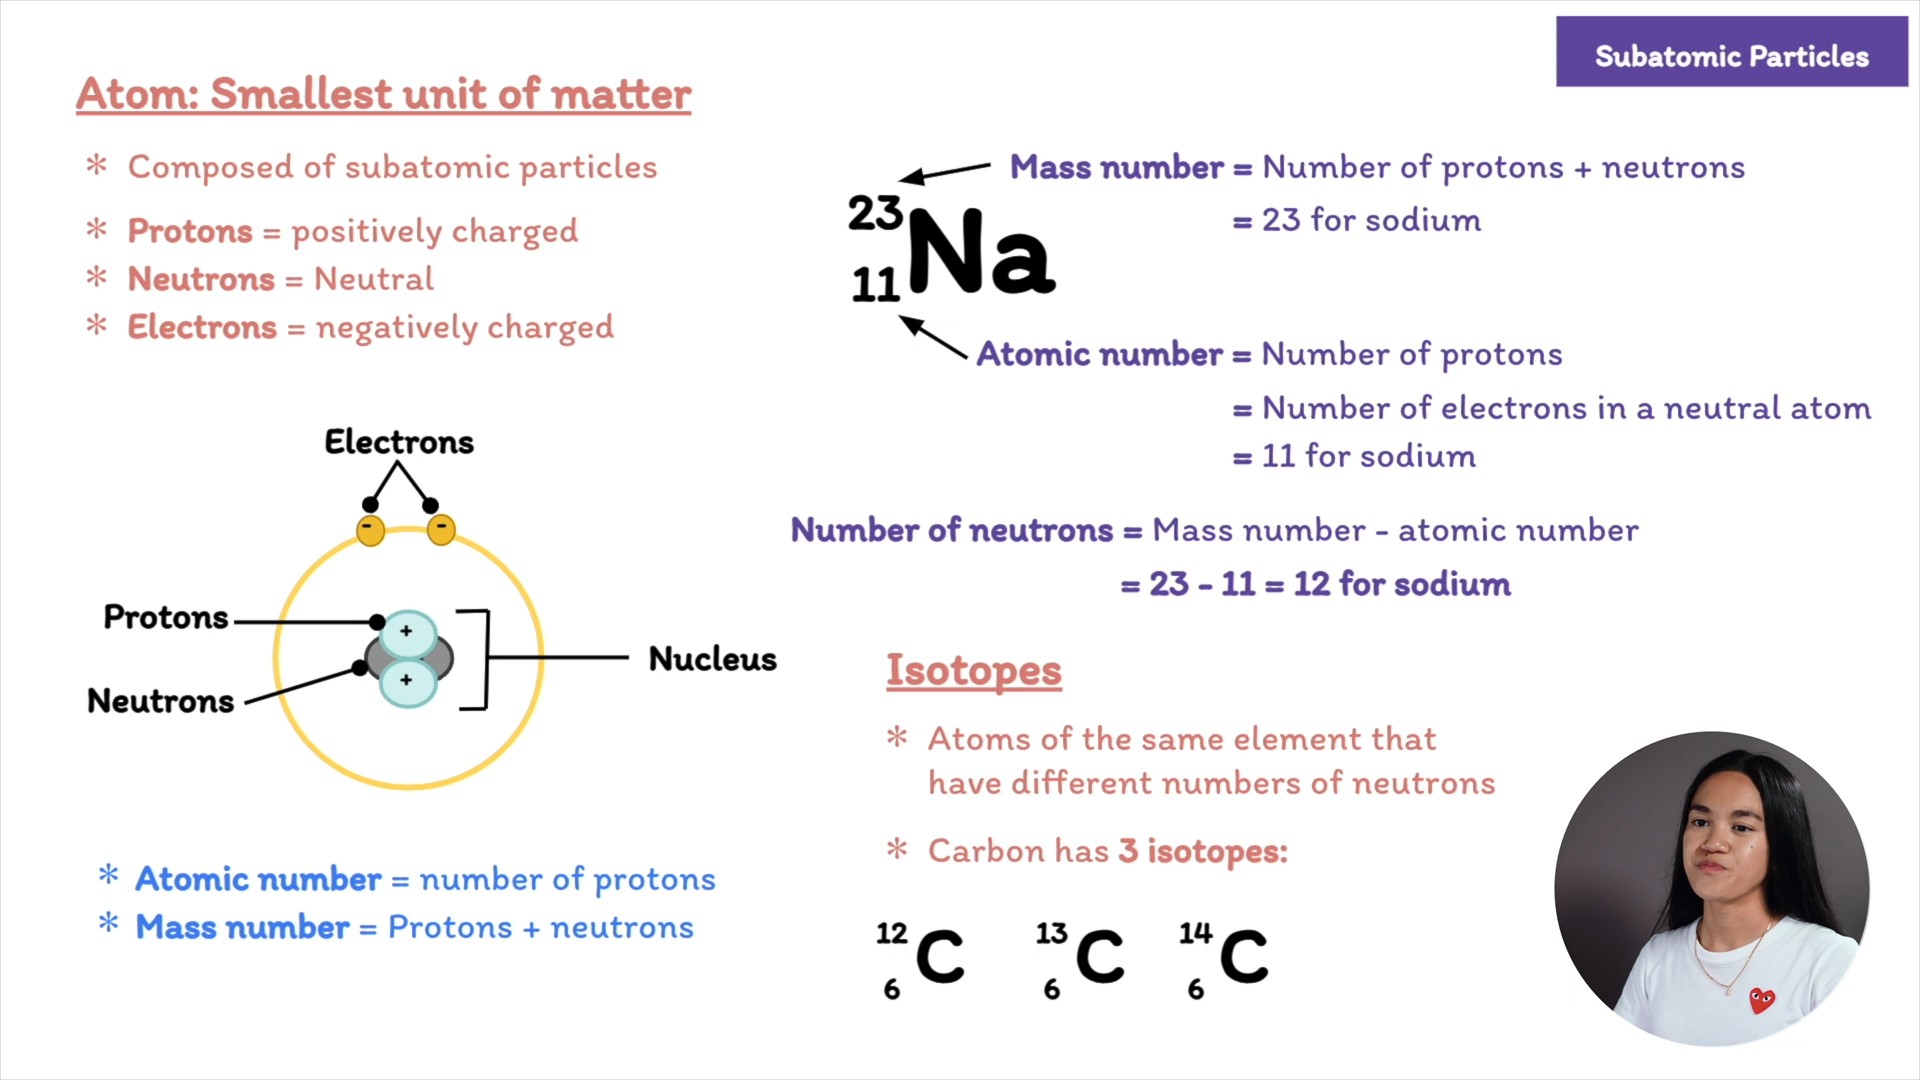 Subatomic Particles
Atom: Smallest unit of matter
* Composed of subatomic particles
* Protons = positively charged
* Neutrons = Neutral
* Electrons = negatively charged
Electrons
- -
Protons
+
+
Neutrons
Nucleus
* Atomic number = number of protons
* Mass number = Protons + neutrons
Mass number = Number of protons + neutrons
= 23 for sodium
23
Na
11
Atomic number = Number of protons
= Number of electrons in a neutral atom
= 11 for sodium
Number of neutrons = Mass number - atomic number
= 23 - 11 = 12 for sodium
Isotopes
* Atoms of the same element that
have different numbers of neutrons
* Carbon has 3 isotopes:
12 13 14
C C C
6 6 6